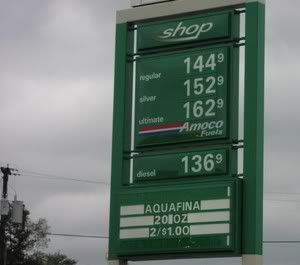 shop
regular 144 9
silver 152 9
ultimate 162 9
Amoco
Fuels
diesel 136 9
AQUAFINA
20 OZ
2/$1.00